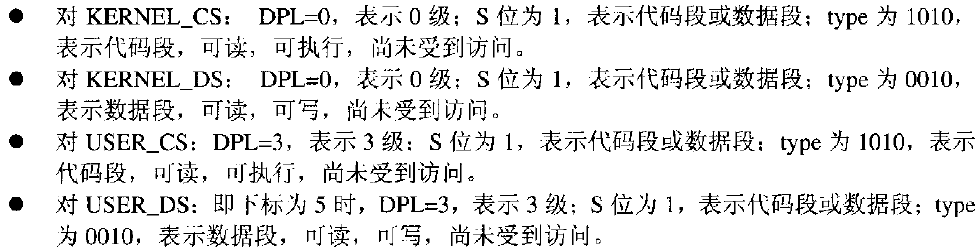 ● 对 KERNEL_CS： DPL=0，表示 0 级；S 位为 1，表示代码段或数据段；type 为 1010，
表示代码段，可读，可执行，尚未受到访问。
● 对 KERNEL_DS： DPL=0，表示 0 级；S 位为 1，表示代码段或数据段；type 为 0010，
表示数据段，可读，可写，尚未受到访问。
● 对 USER_CS：DPL=3，表示 3 级；S 位为 1，表示代码段或数据段；type 为 1010，表示
代码段，可读，可执行，尚未受到访问。
● 对 USER_DS：即下标为 5 时，DPL=3，表示 3 级；S 位为 1，表示代码段或数据段；type
为 0010，表示数据段，可读，可写，尚未受到访问。